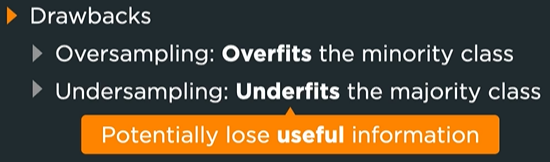 Drawbacks
Oversampling: Overfits the minority class
Undersampling: Underfits the majority class
Potentially lose useful information